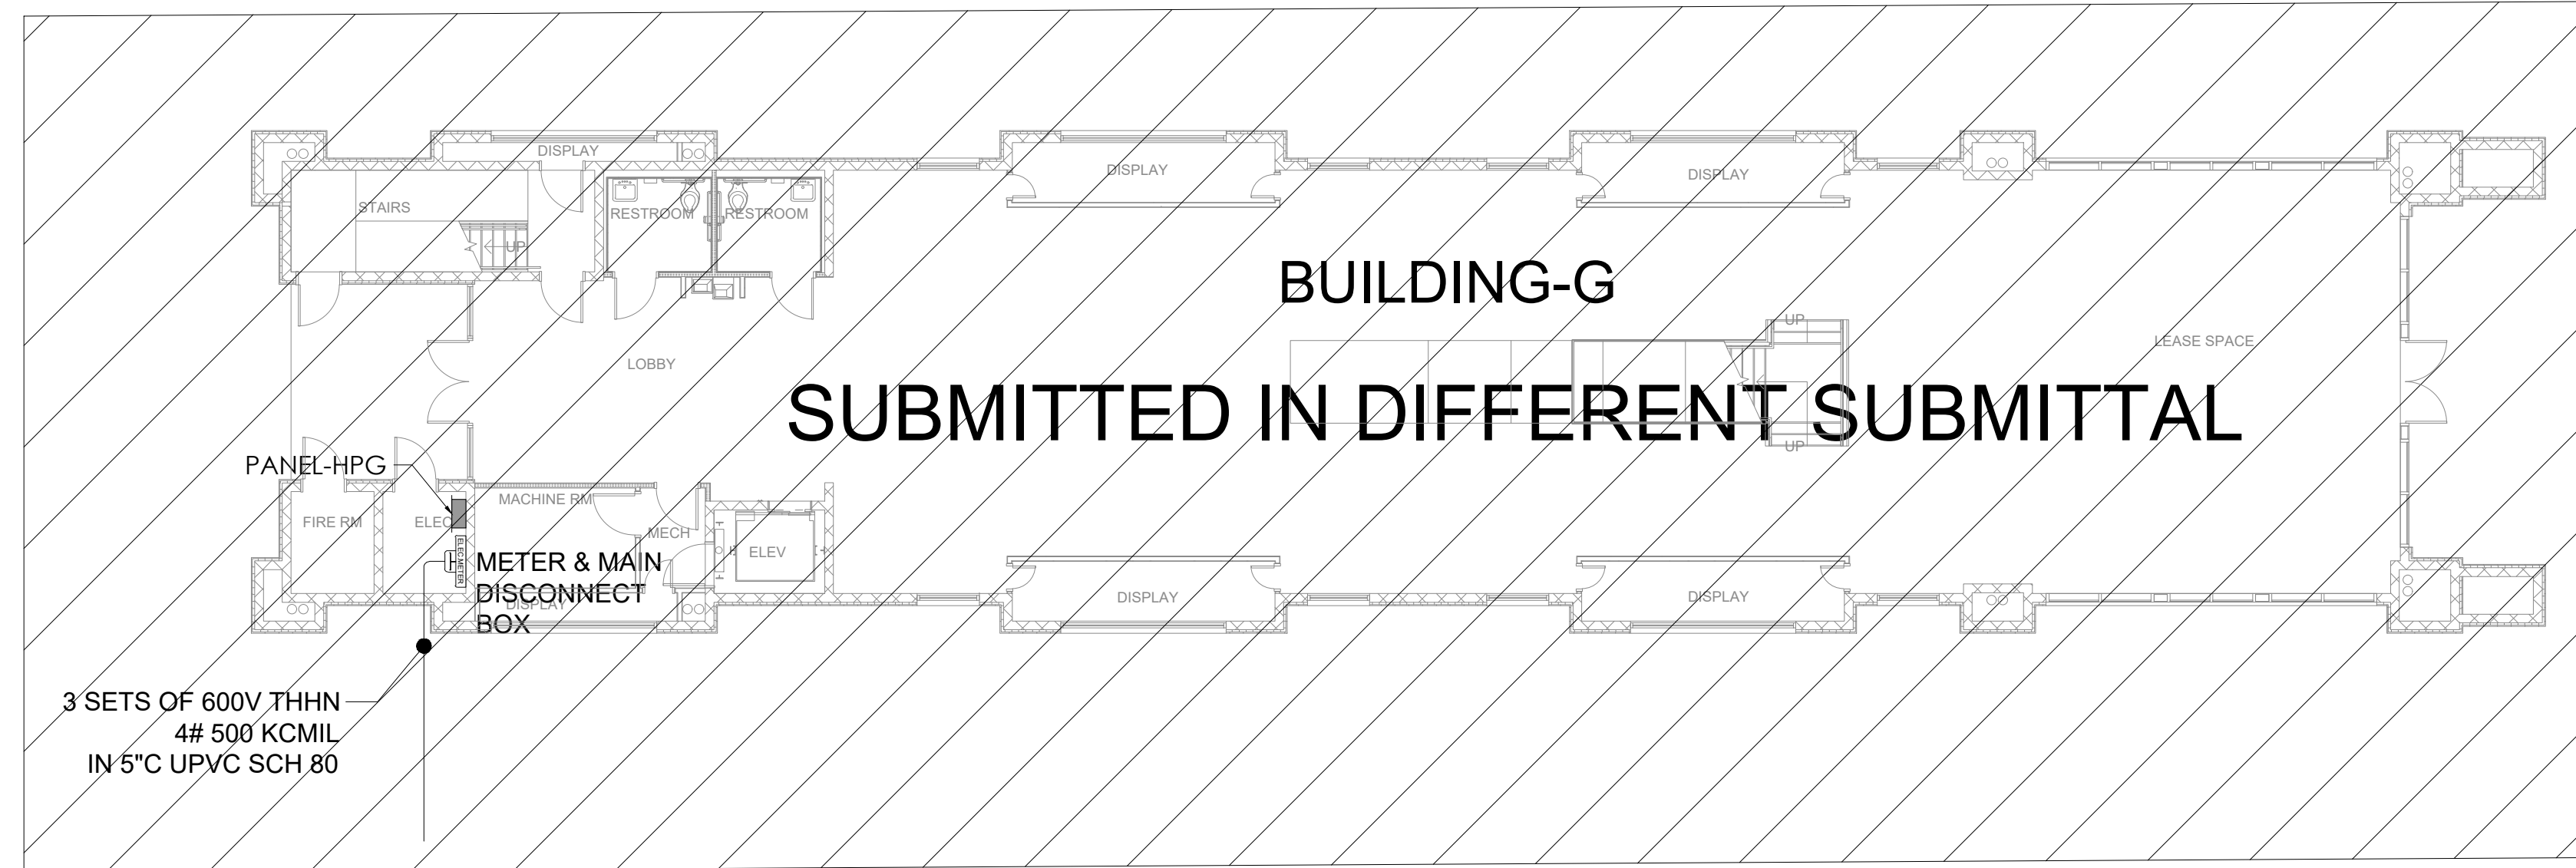 DISPLAY
DISPLAY
DISPLAY
STAIRS
RESTROOM
RESTROOM
UP
BUILDING-G
UP
LEASE SPACE
LOBBY
SUBMITTED IN DIFFERENT SUBMITTAL
UP
PANEL-HPG
MACHINE RM
FIRE RM
ELEC
MECH
ELEV
ELEC.METER
METER & MAIN
DISCONNECT
BOX
DISPLAY
DISPLAY
DISPLAY
3 SETS OF 600V THHN
4# 500 KCMIL
IN 5"C UPVC SCH 80